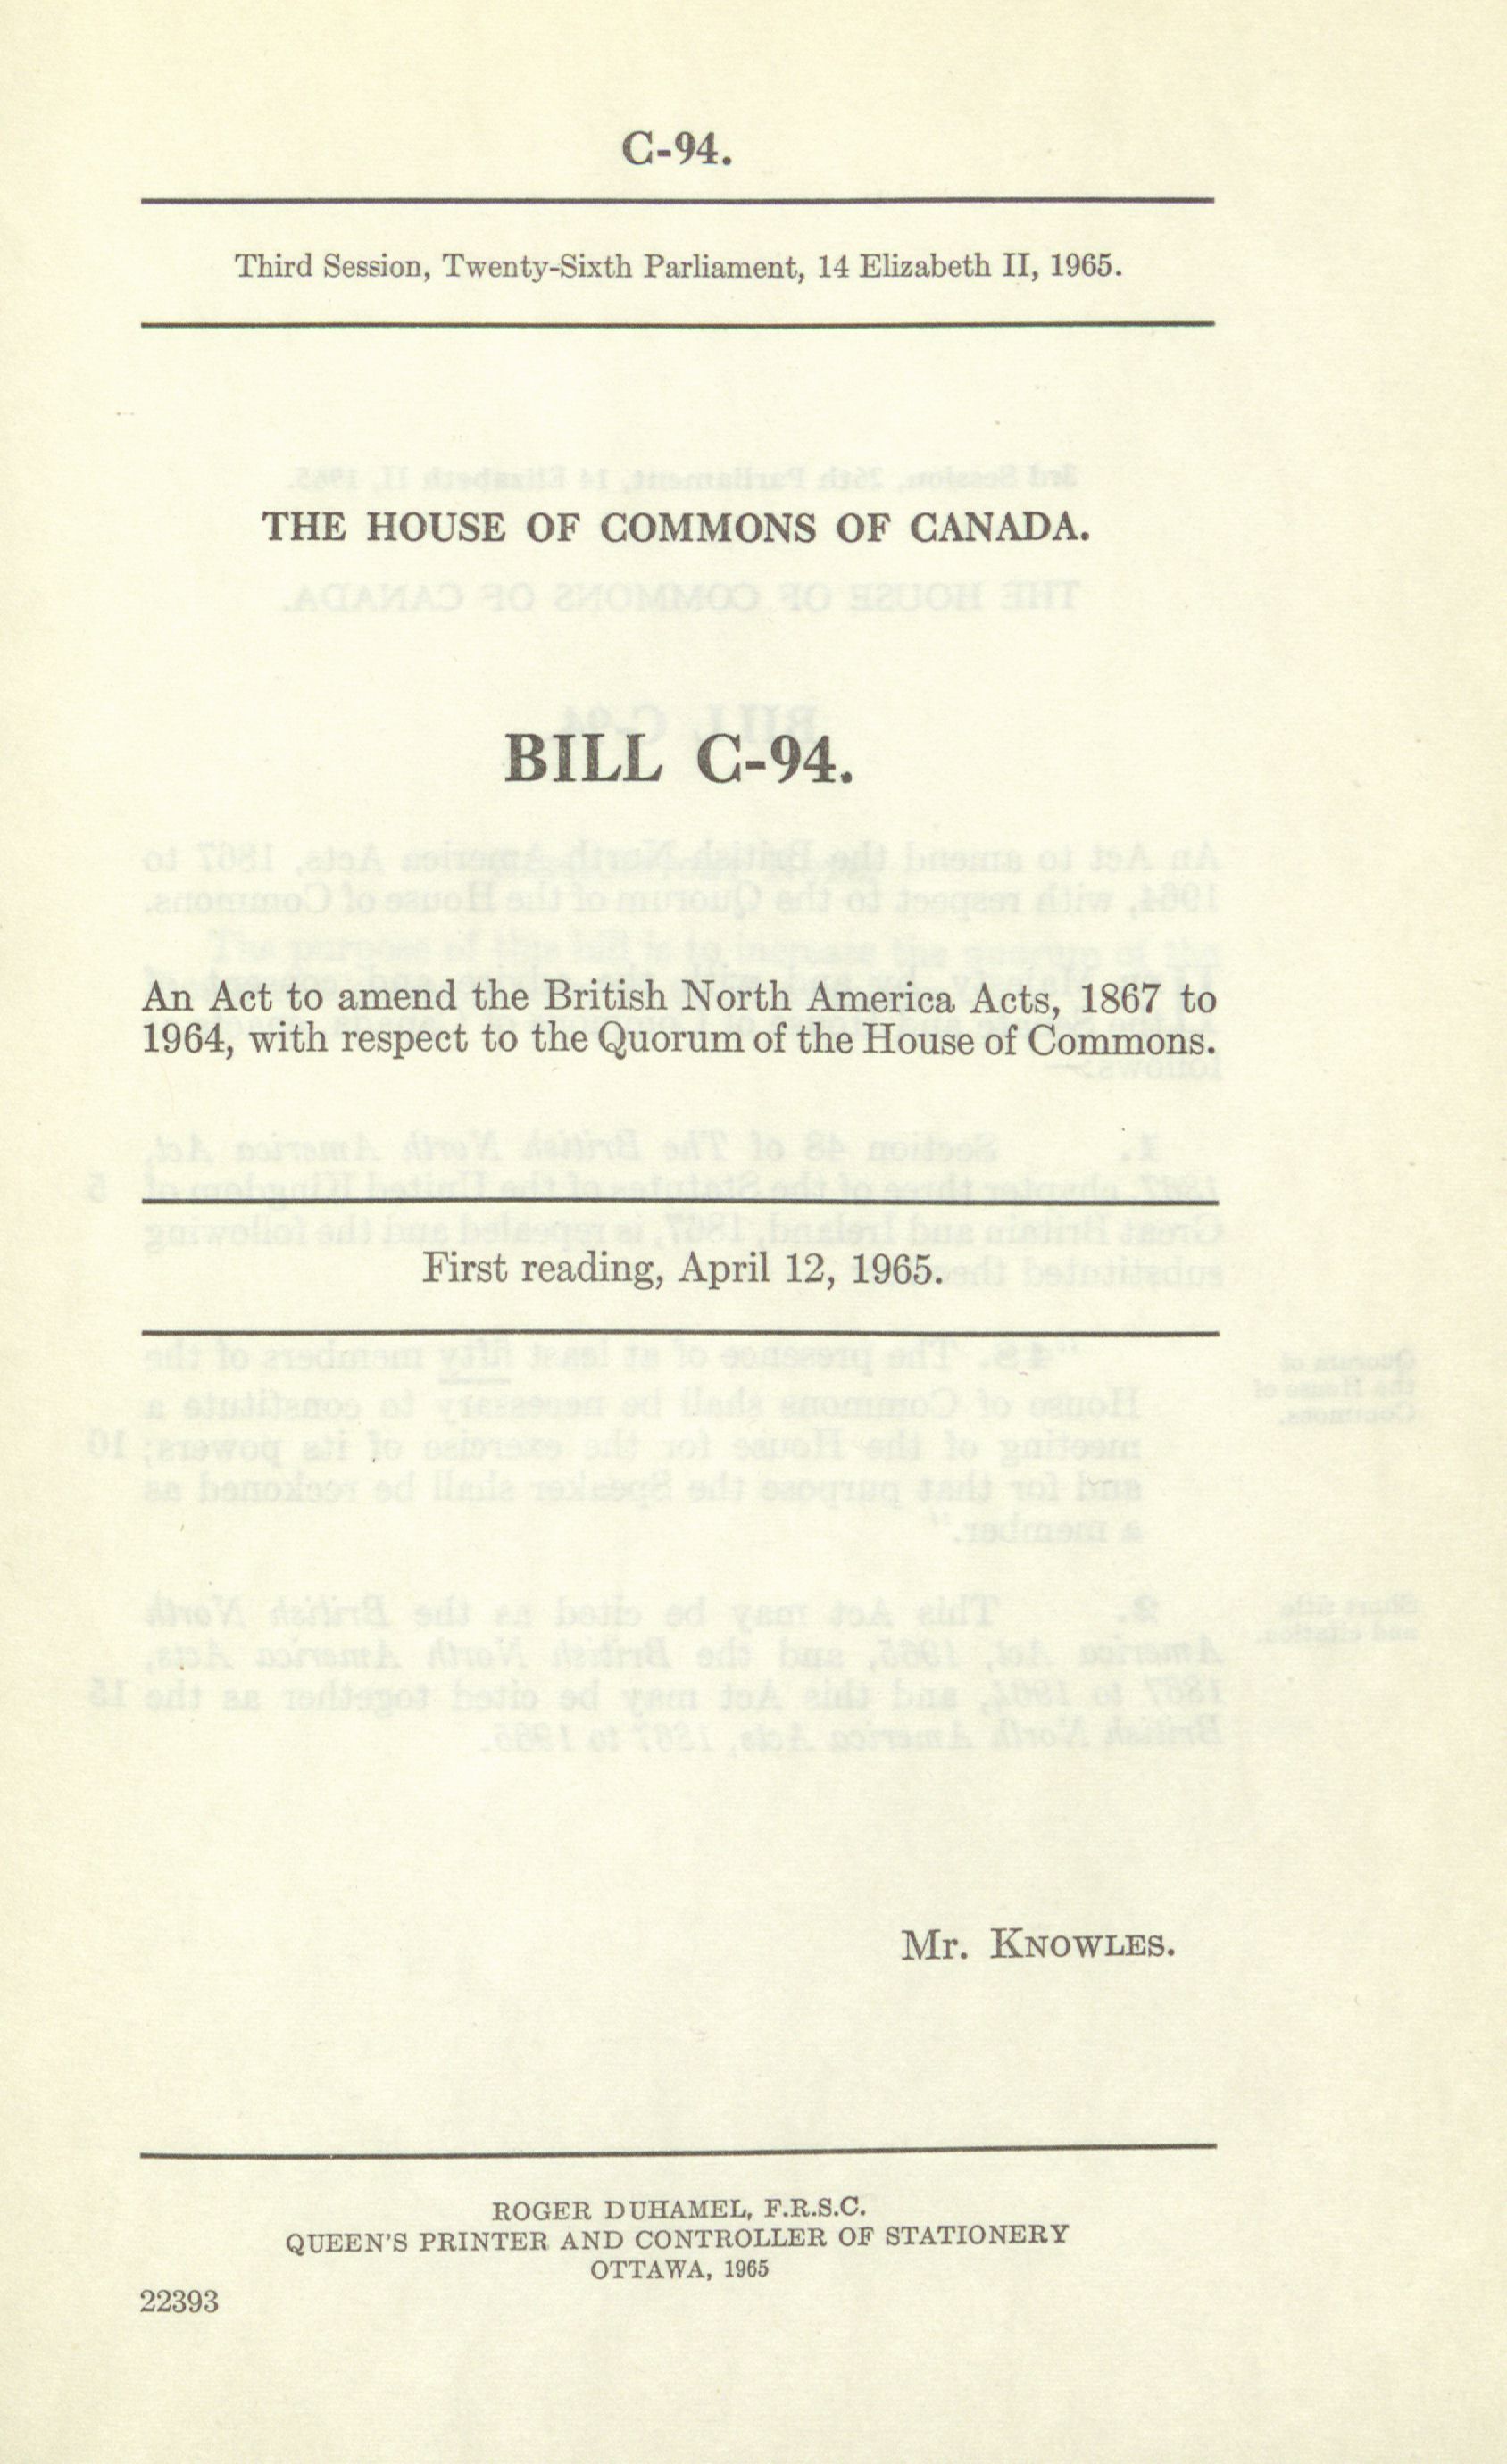 C-94.
Third Session, Twenty-Sixth Parliament, 14 Elizabeth II, 1965.
THE HOUSE OF COMMONS OF CANADA.
BILL C-94.
An Act to amend the British North America Acts, 1867 to
1964, with respect to the Quorum of the House of Commons.
First reading, April 12, 1965.
Mr. KNOWLES.
ROGER DUHAMEL, F.R.S.C.
QUEEN'S PRINTER AND CONTROLLER OF STATIONERY
OTTAWA, 1965
22393